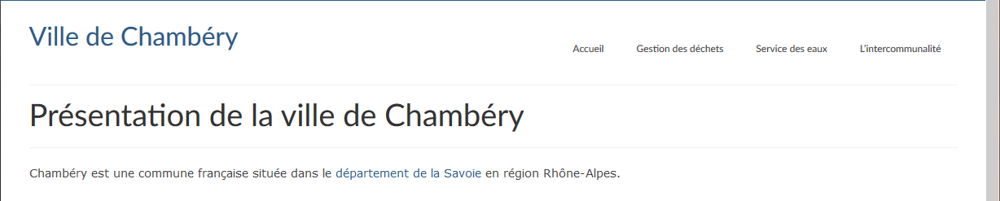 Ville de Chambéry
Accueil Gestion des déchets Service des eaux L'intercommunalité
Présentation de la ville de Chambéry
Chambéry est une commune française située dans le département de la Savoie en région Rhône-Alpes.